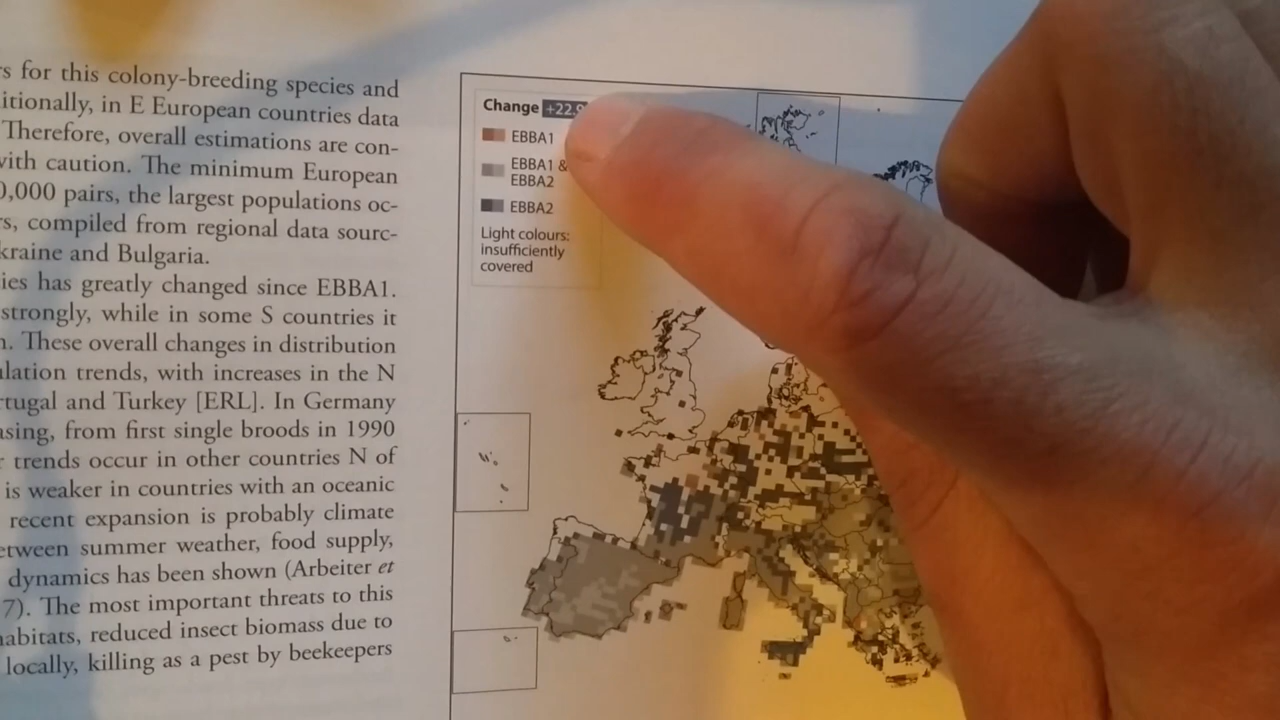 s for this colony-breeding species and
itionally, in E European countries data
Therefore, overall estimations are con-
with caution. The minimum European
0,000 pairs, the largest populations oc-
rs, compiled from regional data sourc-
kraine and Bulgaria.
ies has greatly changed since EBBA1.
strongly, while in some S countries it
n. These overall changes in distribution
ulation trends, with increases in the N
rtugal and Turkey [ERL]. In Germany
asing, from first single broods in 1990
r trends occur in other countries N of
is weaker in countries with an oceanic
recent expansion is probably climate
etween summer weather, food supply,
dynamics has been shown (Arbeiter et
7). The most important threats to this
habitats, reduced insect biomass due to
locally, killing as a pest by beekeepers
Change +22.9
EBBA1
EBBA1 &
EBBA2
EBBA2
Light colours:
insufficiently
covered